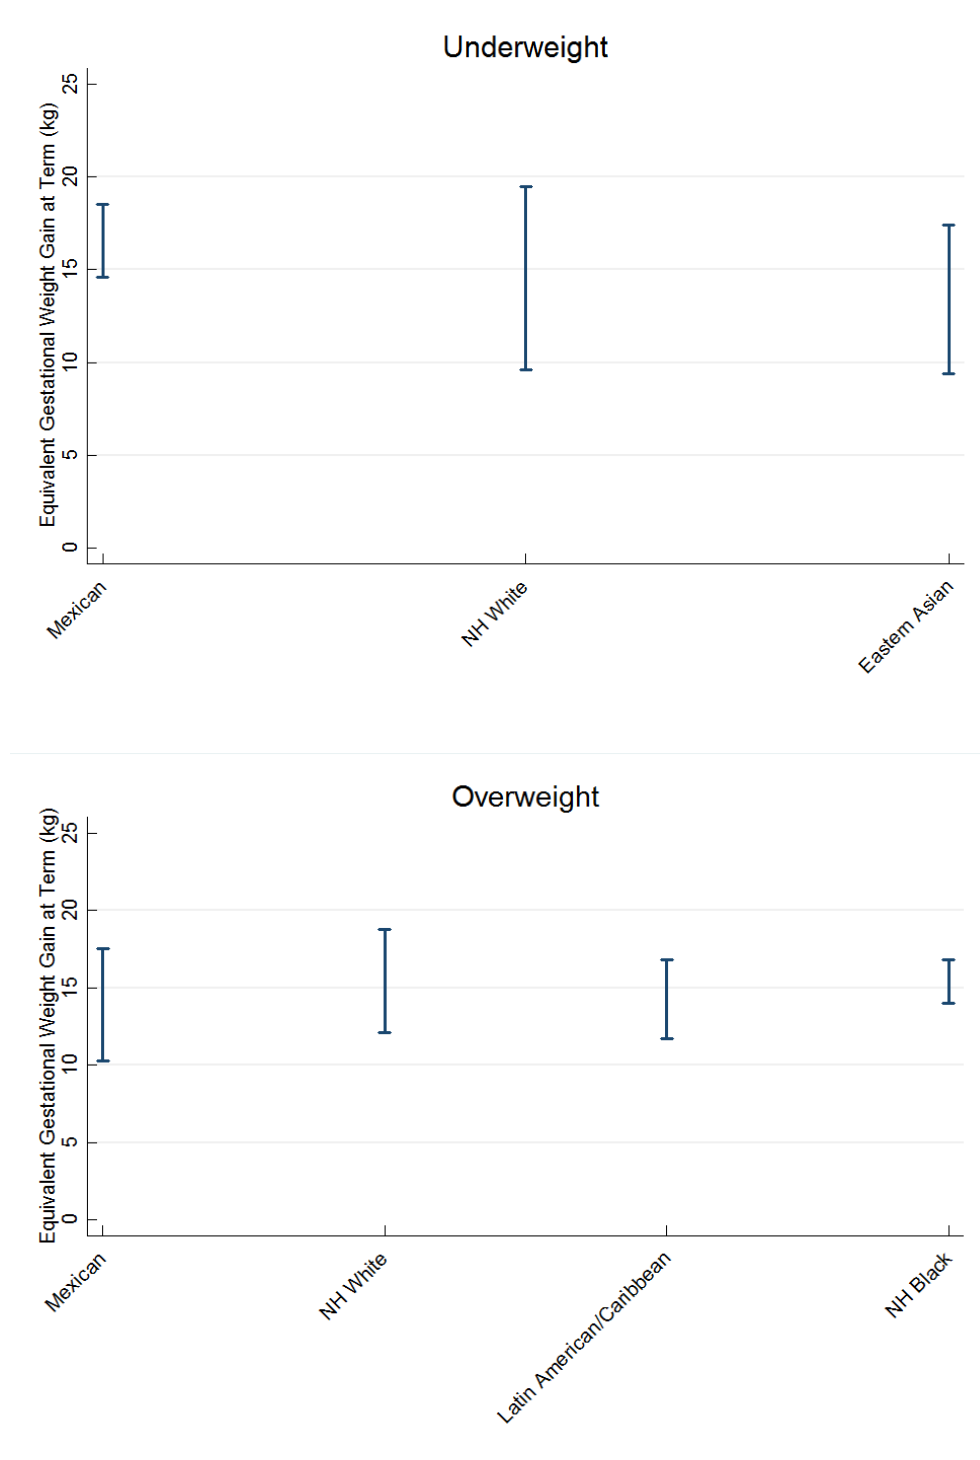 Underweight
Equivalent Gestational Weight Gain at Term (kg)
25
20
15
10
5
0
Mexican
NH White
Eastern Asian
Overweight
Equivalent Gestational Weight Gain at Term (kg)
25
20
15
10
5
0
Mexican
NH White
Latin American/Caribbean
NH Black